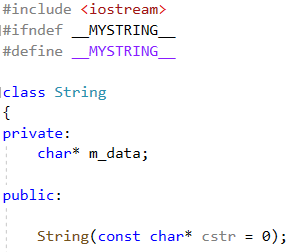 #include <iostream>
#ifndef __MYSTRING__
#define __MYSTRING__
class String
{
private:
char* m_data;
public:
String(const char* cstr = 0);